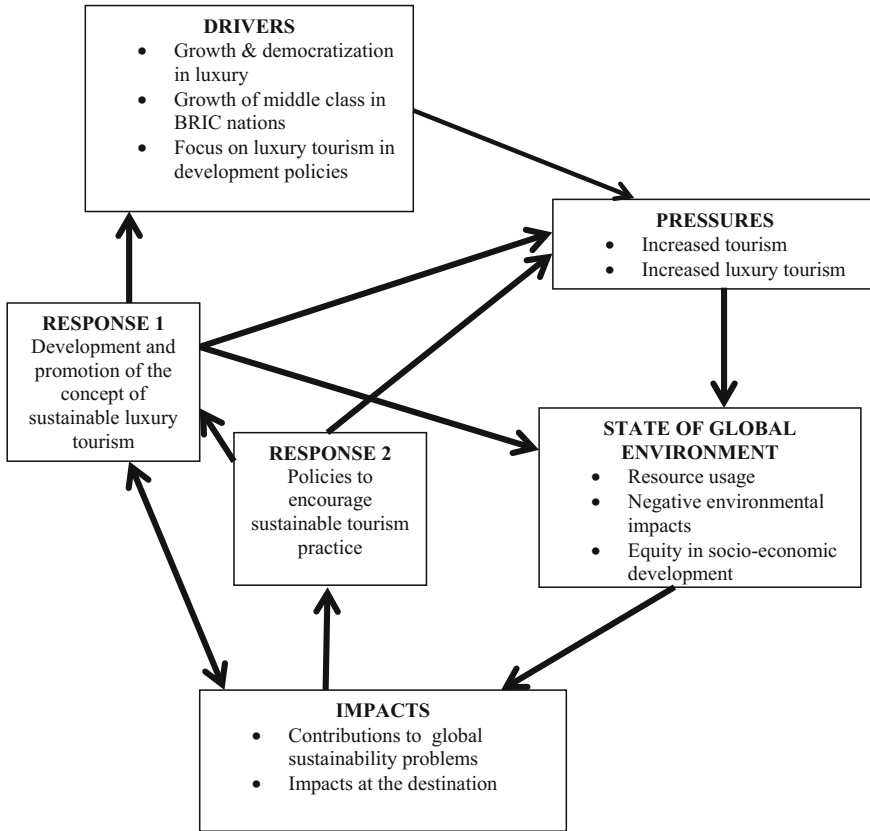 DRIVERS
• Growth & democratization
in luxury
• Growth of middle class in
BRIC nations
• Focus on luxury tourism in
development policies
PRESSURES
• Increased tourism
• Increased luxury tourism
RESPONSE 1
Development and
promotion of the
concept of
sustainable luxury
tourism
RESPONSE 2
Policies to
encourage
sustainable tourism
practice
STATE OF GLOBAL
ENVIRONMENT
• Resource usage
• Negative environmental
impacts
• Equity in socio-economic
development
IMPACTS
• Contributions to global
sustainability problems
• Impacts at the destination